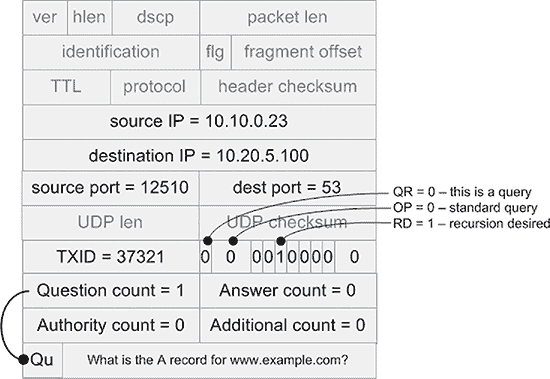 ver hlen dscp packet len
identification flg fragment offset
TTL protocol header checksum
source IP = 10.10.0.23
destination IP = 10.20.5.100
source port = 12510 dest port = 53
QR = 0 – this is a query
OP = 0 – standard query
RD = 1 – recursion desired
UDP len UDP checksum
TXID = 37321 0 0 0 0 1 0 0 0 0 0
Question count = 1 Answer count = 0
Authority count = 0 Additional count = 0
Qu What is the A record for www.example.com?